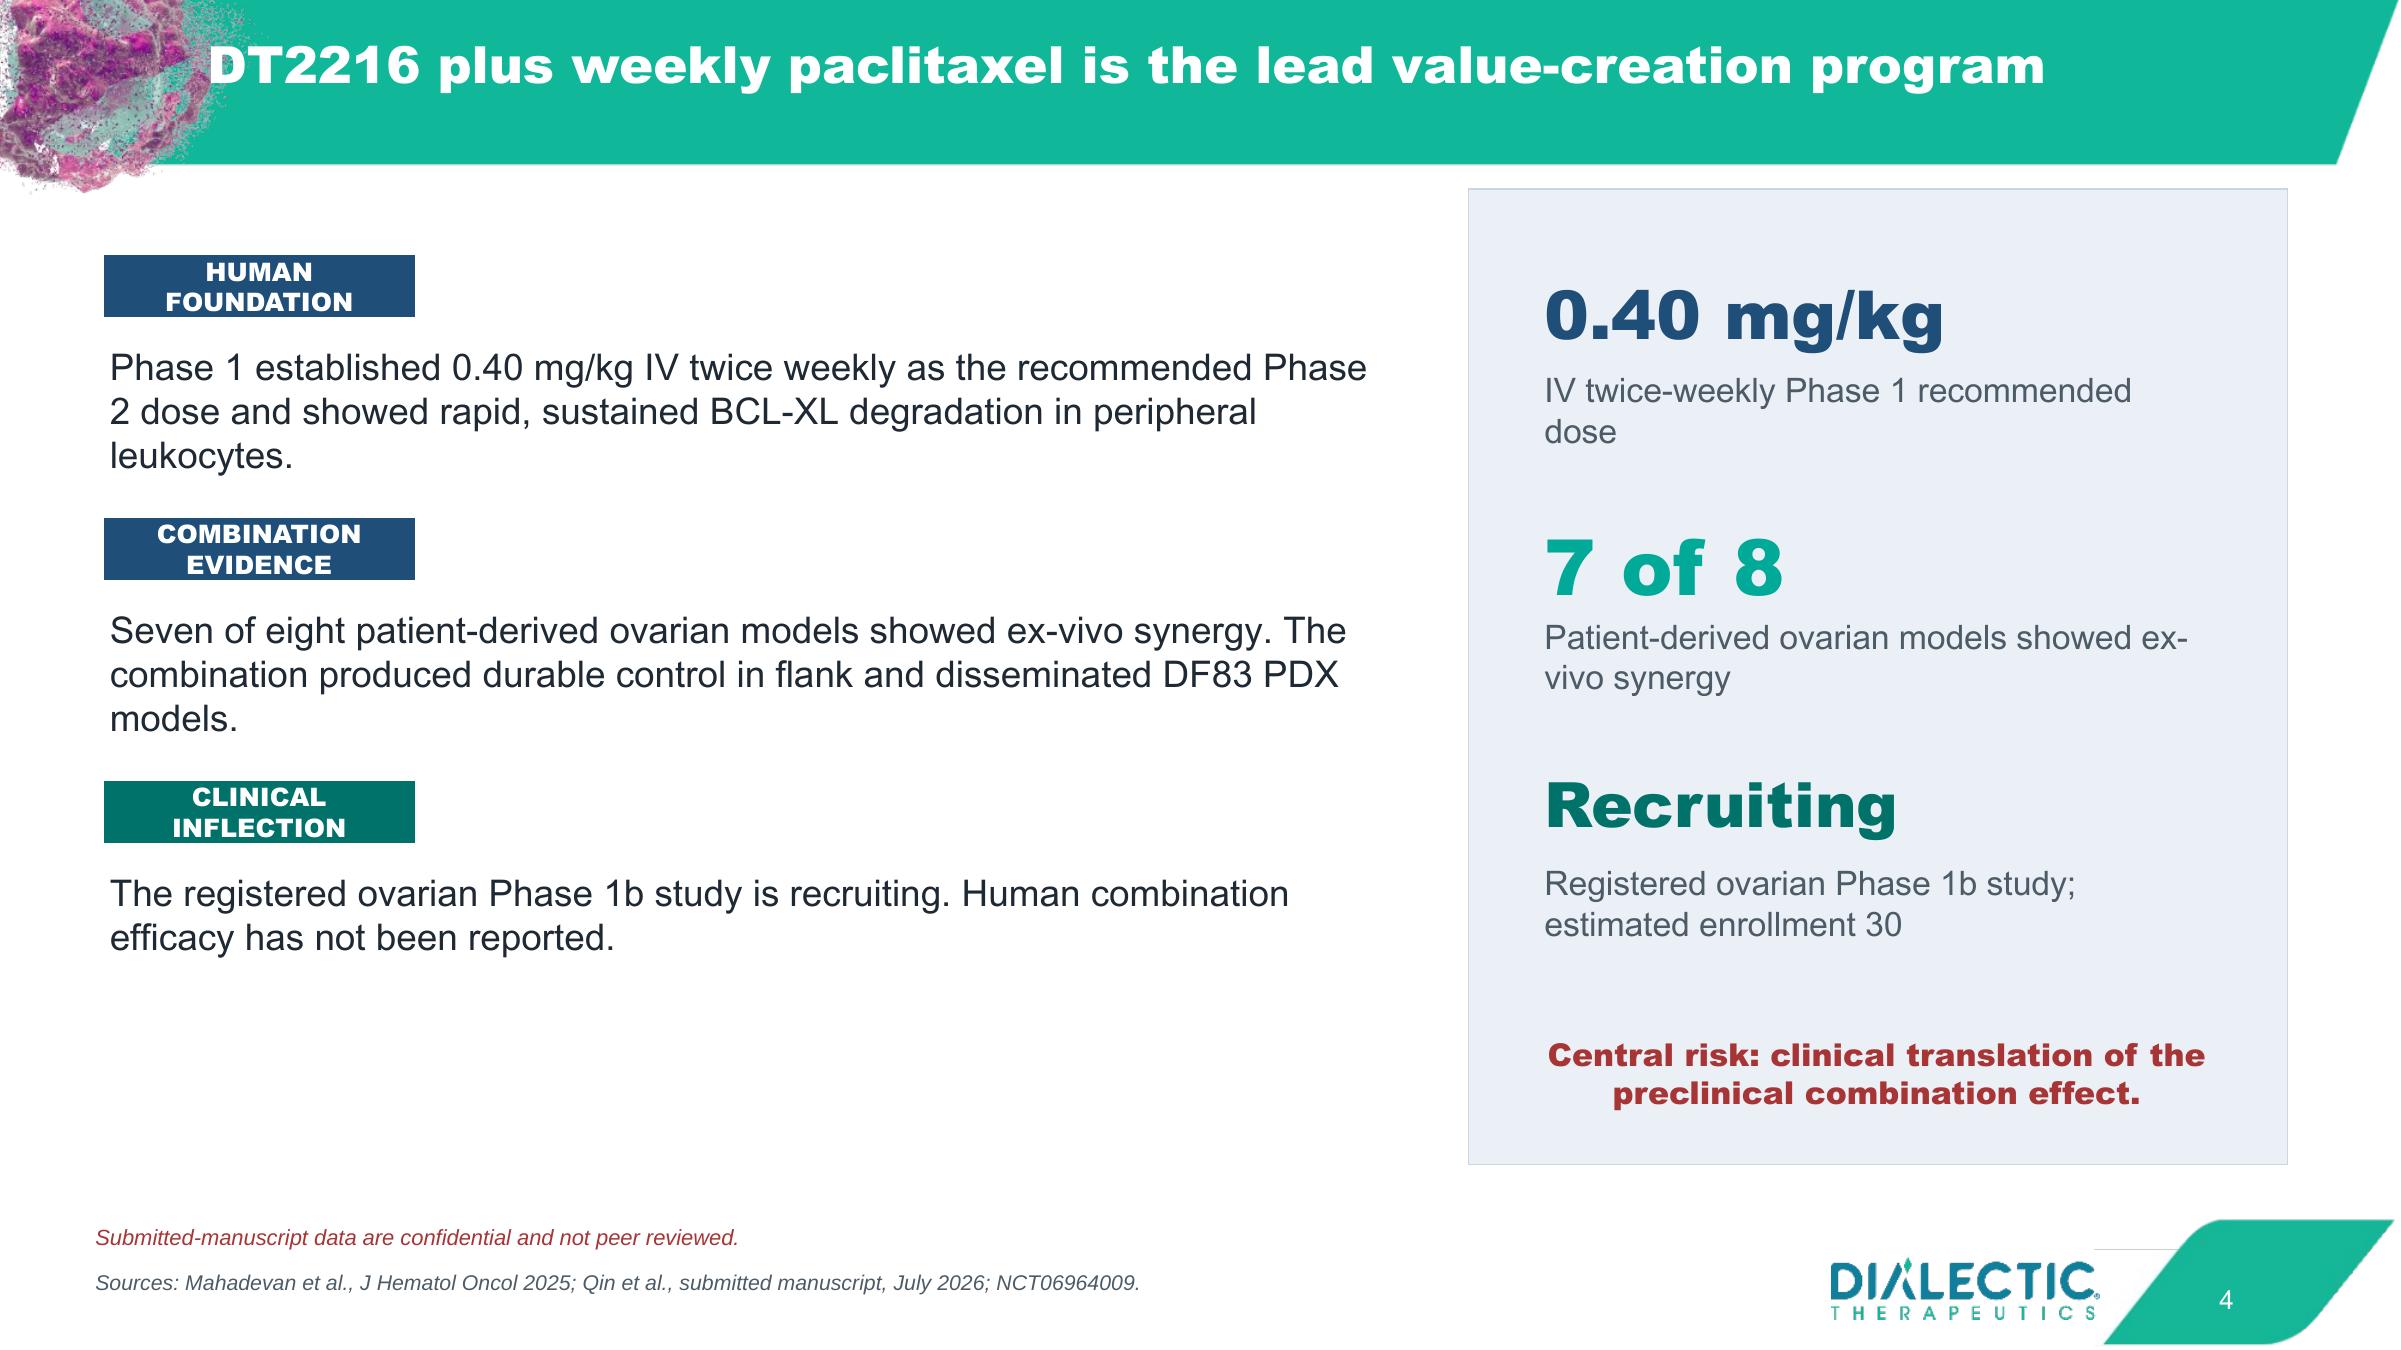 DT2216 plus weekly paclitaxel is the lead value-creation program
HUMAN
FOUNDATION
Phase 1 established 0.40 mg/kg IV twice weekly as the recommended Phase
2 dose and showed rapid, sustained BCL-XL degradation in peripheral
leukocytes.
COMBINATION
EVIDENCE
Seven of eight patient-derived ovarian models showed ex-vivo synergy. The
combination produced durable control in flank and disseminated DF83 PDX
models.
CLINICAL
INFLECTION
The registered ovarian Phase 1b study is recruiting. Human combination
efficacy has not been reported.
0.40 mg/kg
IV twice-weekly Phase 1 recommended
dose
7 of 8
Patient-derived ovarian models showed ex-
vivo synergy
Recruiting
Registered ovarian Phase 1b study;
estimated enrollment 30
Central risk: clinical translation of the
preclinical combination effect.
Submitted-manuscript data are confidential and not peer reviewed.
Sources: Mahadevan et al., J Hematol Oncol 2025; Qin et al., submitted manuscript, July 2026; NCT06964009.
DIALECTIC®
THERAPEUTICS
4